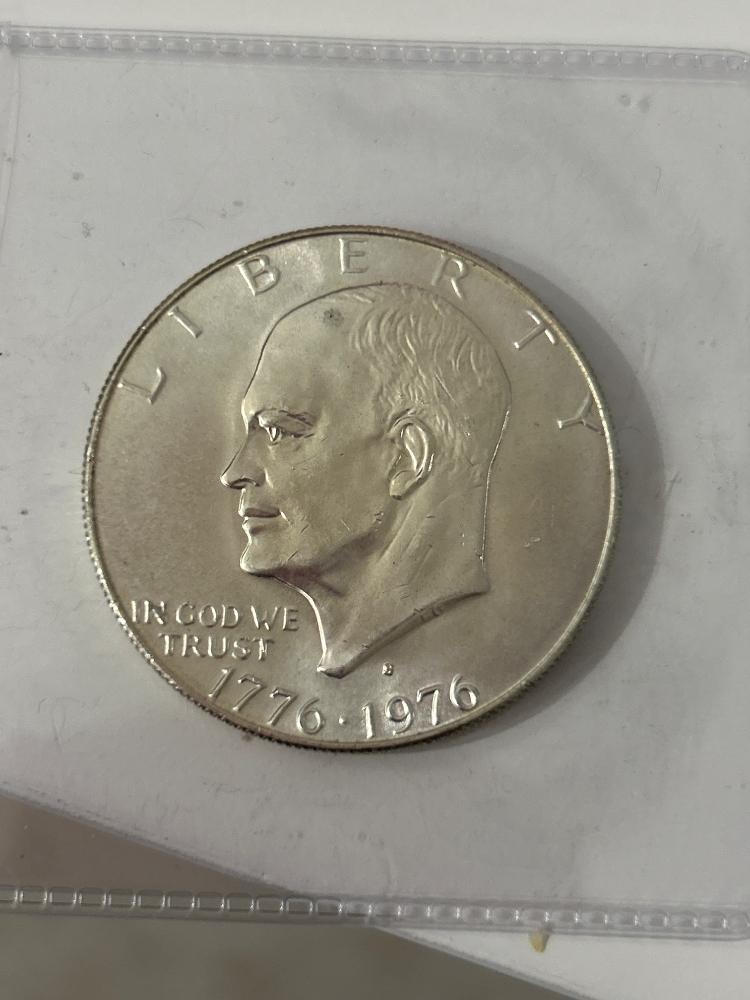 LIBERTY
IN GOD WE
TRUST
S
1776·1976